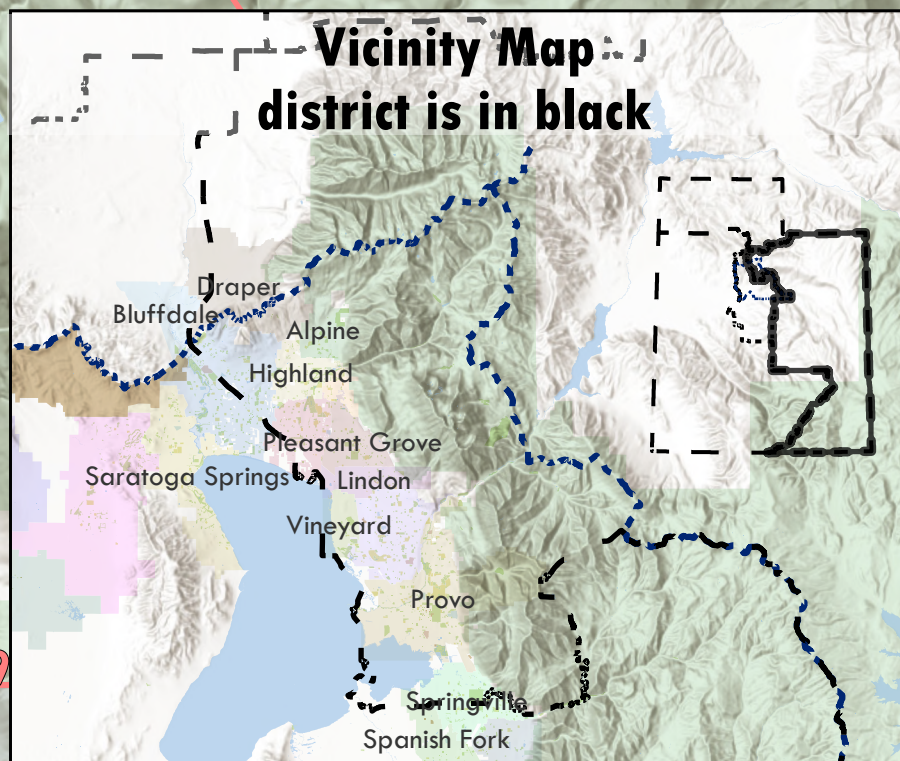 Vicinity Map
district is in black
Draper
Bluffdale
Alpine
Highland
Pleasant Grove
Saratoga Springs
Lindon
Vineyard
Provo
Springville
Spanish Fork